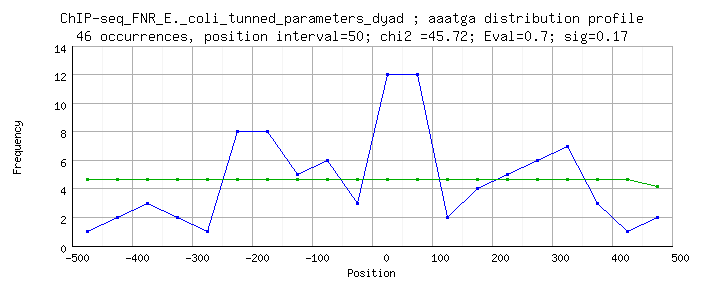 ChIP-seq_FNR_E._coli_tunned_parameters_dyad ; aaatga distribution profile
46 occurrences, position interval=50; chi2 =45.72; Eval=0.7; sig=0.17
14
12
10
8
6
4
2
0
Frequency
-500 -400 -300 -200 -100 0 100 200 300 400 500
Position